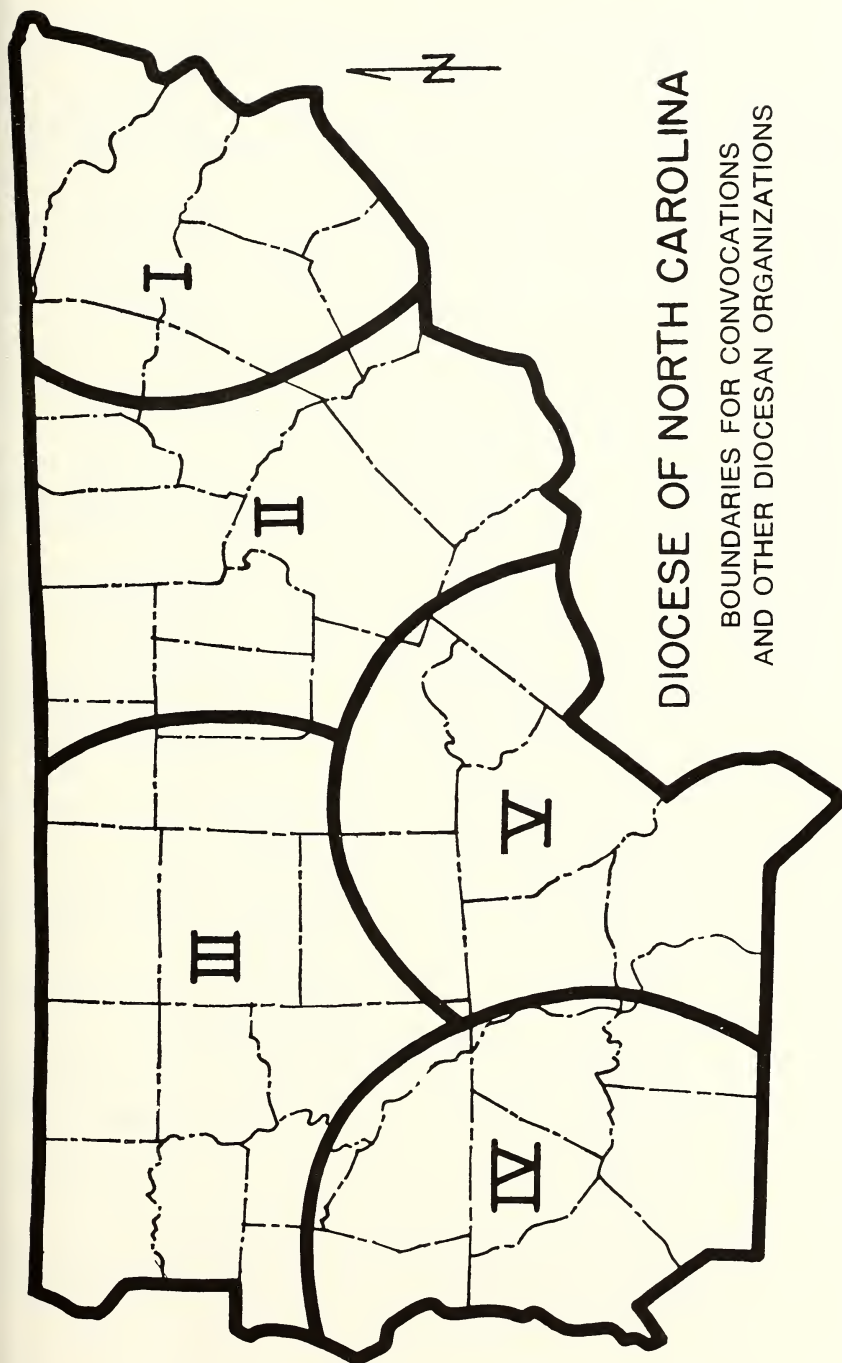 N
I
II
III
IV
V
DIOCESE OF NORTH CAROLINA
BOUNDARIES FOR CONVOCATIONS
AND OTHER DIOCESAN ORGANIZATIONS